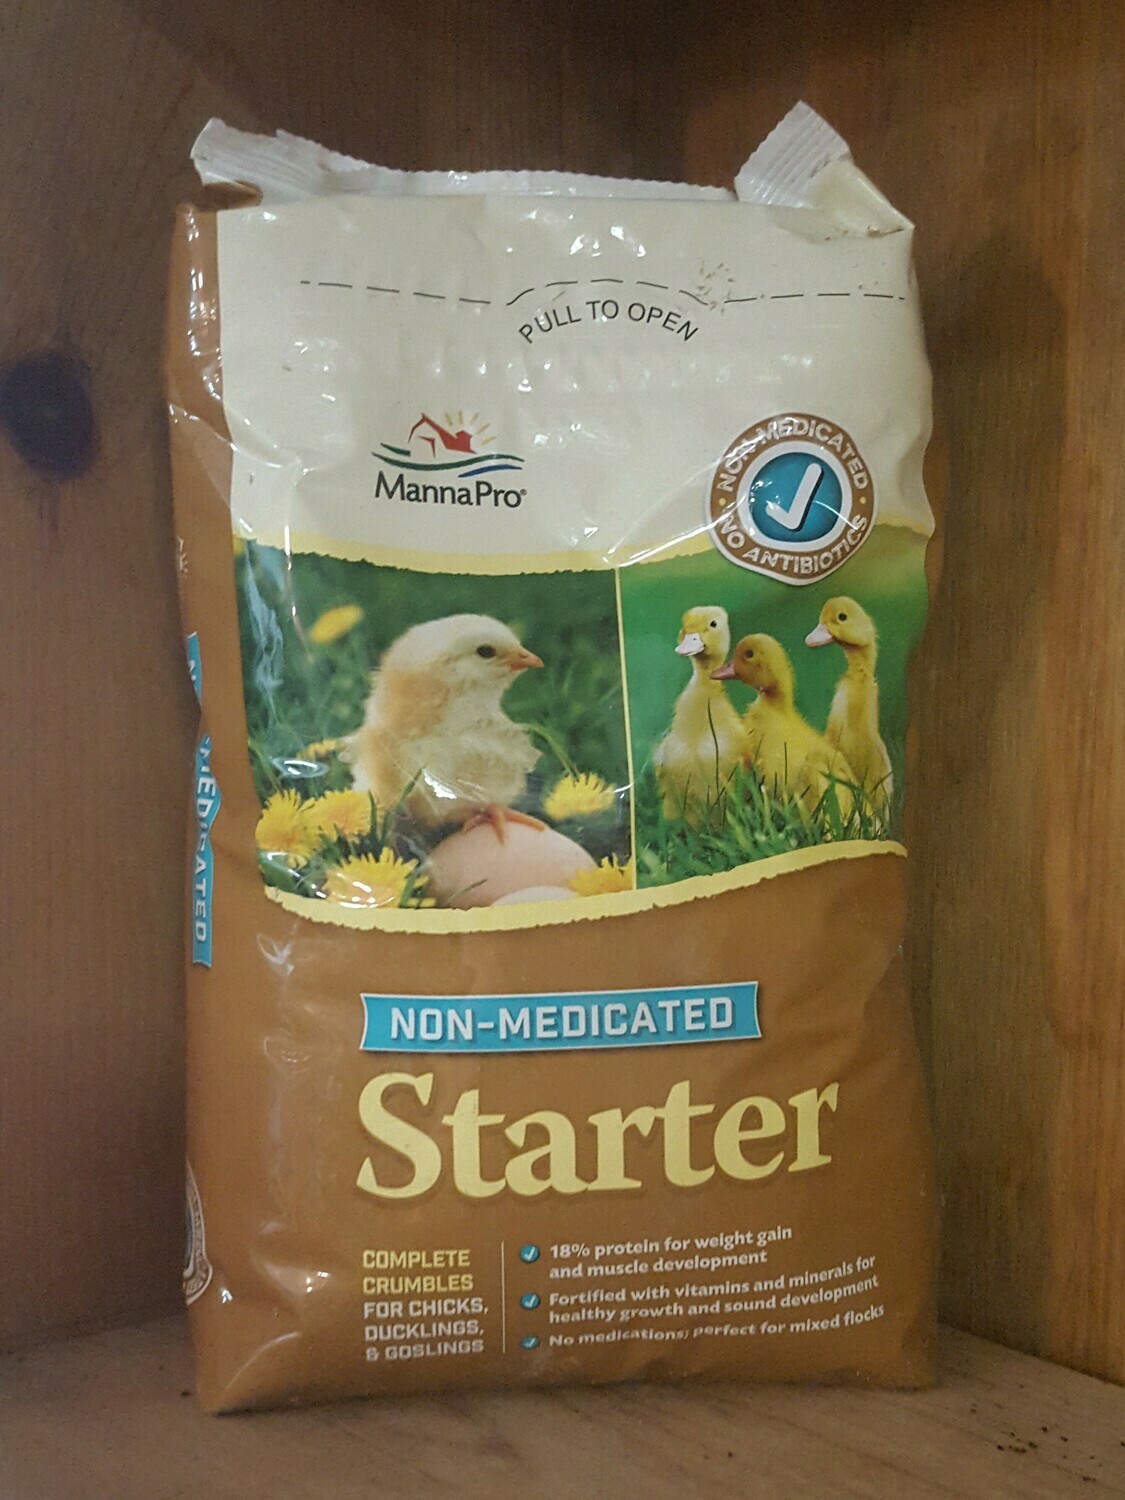 PULL TO OPEN
MannaPro®
NON-MEDICATED
NO ANTIBIOTICS
MEDICATED
NON-MEDICATED
Starter
COMPLETE
CRUMBLES
FOR CHICKS,
DUCKLINGS,
& GOSLINGS
18% protein for weight gain
and muscle development
Fortified with vitamins and minerals for
healthy growth and sound development
No medications; perfect for mixed flocks